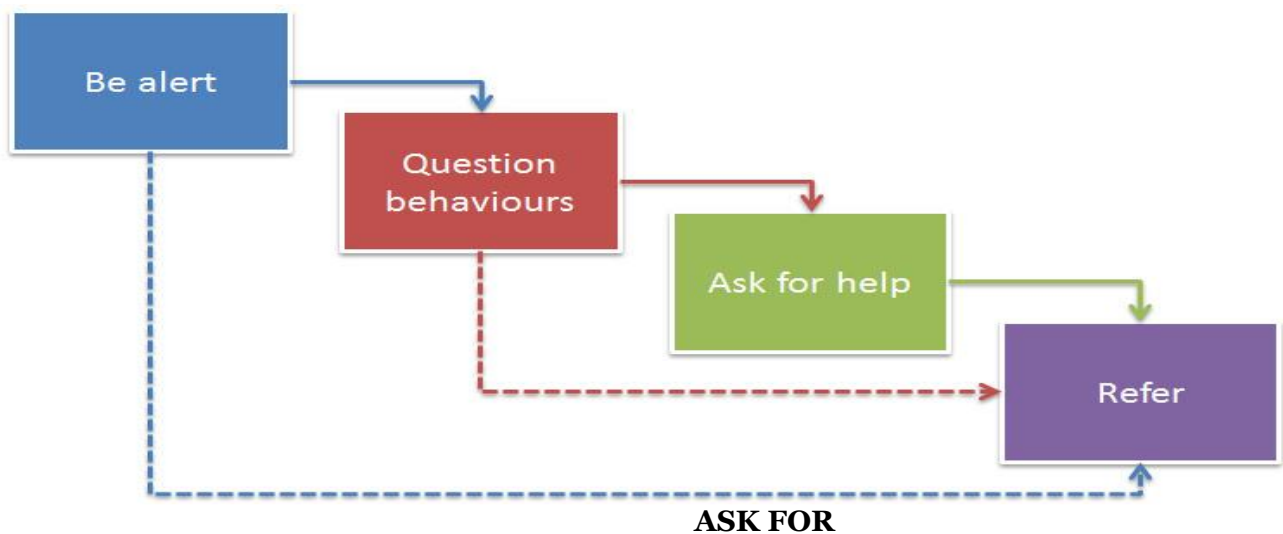 Be alert
Question
behaviours
Ask for help
Refer
ASK FOR